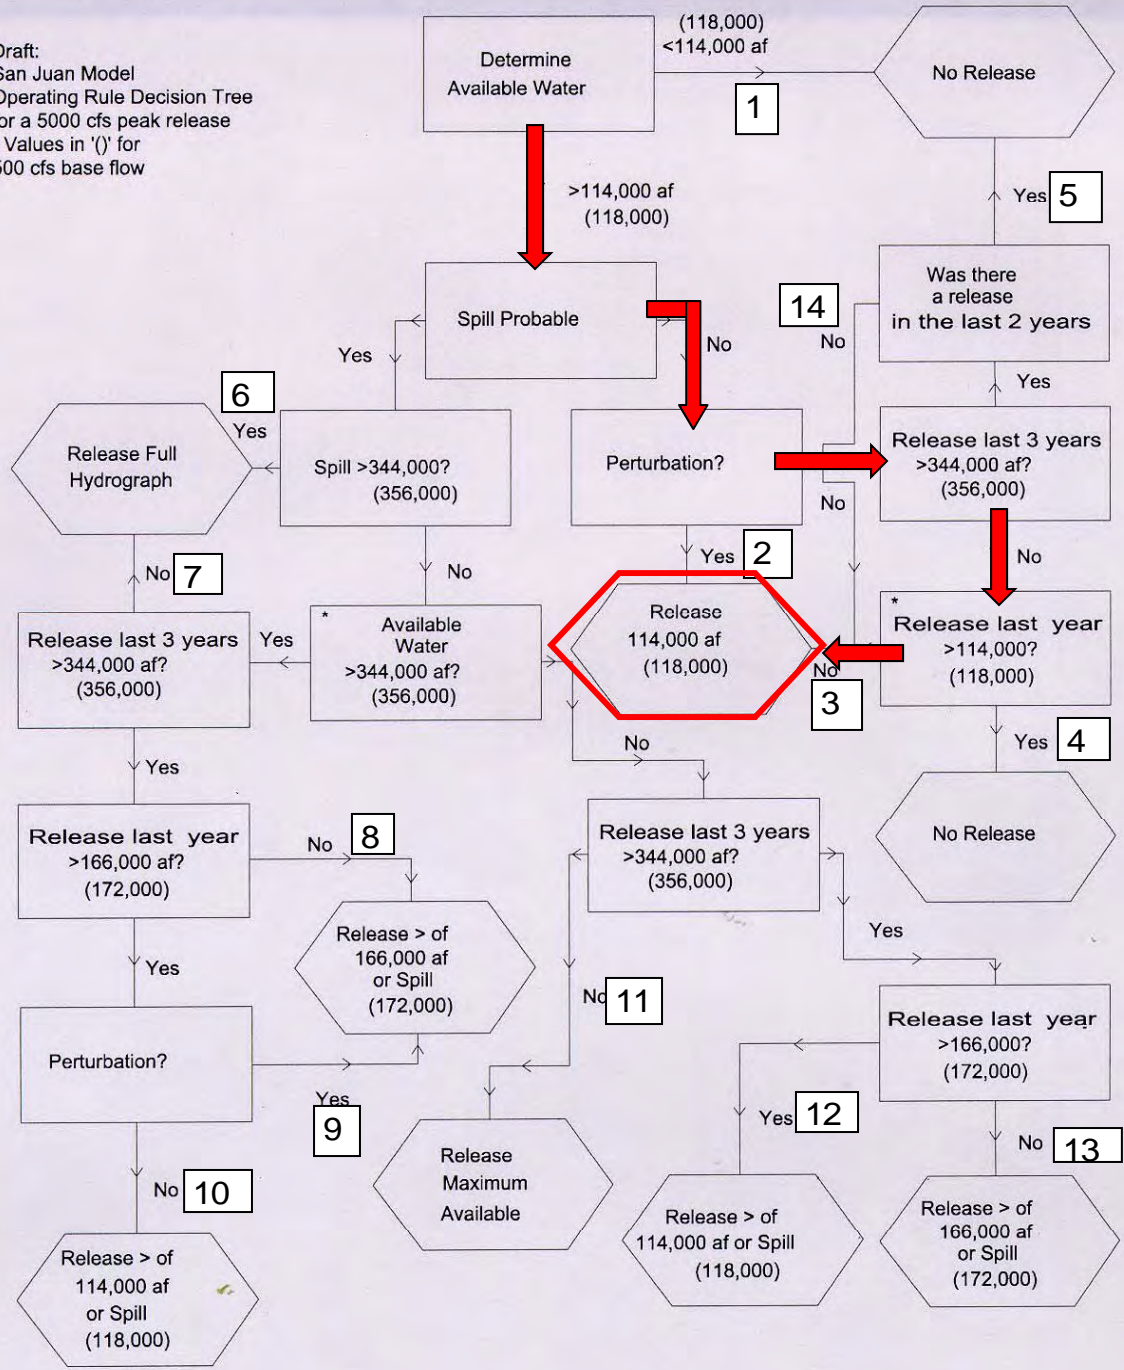 Draft:
San Juan Model
Operating Rule Decision Tree
for a 5000 cfs peak release
Values in '()' for
500 cfs base flow
Determine
Available Water
(118,000)
<114,000 af
1
No Release
>114,000 af
(118,000)
Yes 5
Was there
a release
in the last 2 years
14
No
Spill Probable
Yes
No
Yes
6
Yes
Release Full
Hydrograph
Spill >344,000?
(356,000)
Perturbation?
No
Release last 3 years
>344,000 af?
(356,000)
No 7
No
Yes 2
No
Release last 3 years
>344,000 af?
(356,000)
Yes
*
Available
Water
>344,000 af?
(356,000)
Release
114,000 af
(118,000)
No
3
*
Release last year
>114,000?
(118,000)
Yes 4
No
Yes
No Release
Release last year
>166,000 af?
(172,000)
No 8
Release last 3 years
>344,000 af?
(356,000)
Yes
Release > of
166,000 af
or Spill
(172,000)
Yes
No 11
Release last year
>166,000?
(172,000)
Perturbation?
Yes
9
Yes 12
No 13
No 10
Release
Maximum
Available
Release > of
114,000 af or Spill
(118,000)
Release > of
166,000 af
or Spill
(172,000)
Release > of
114,000 af
or Spill
(118,000)